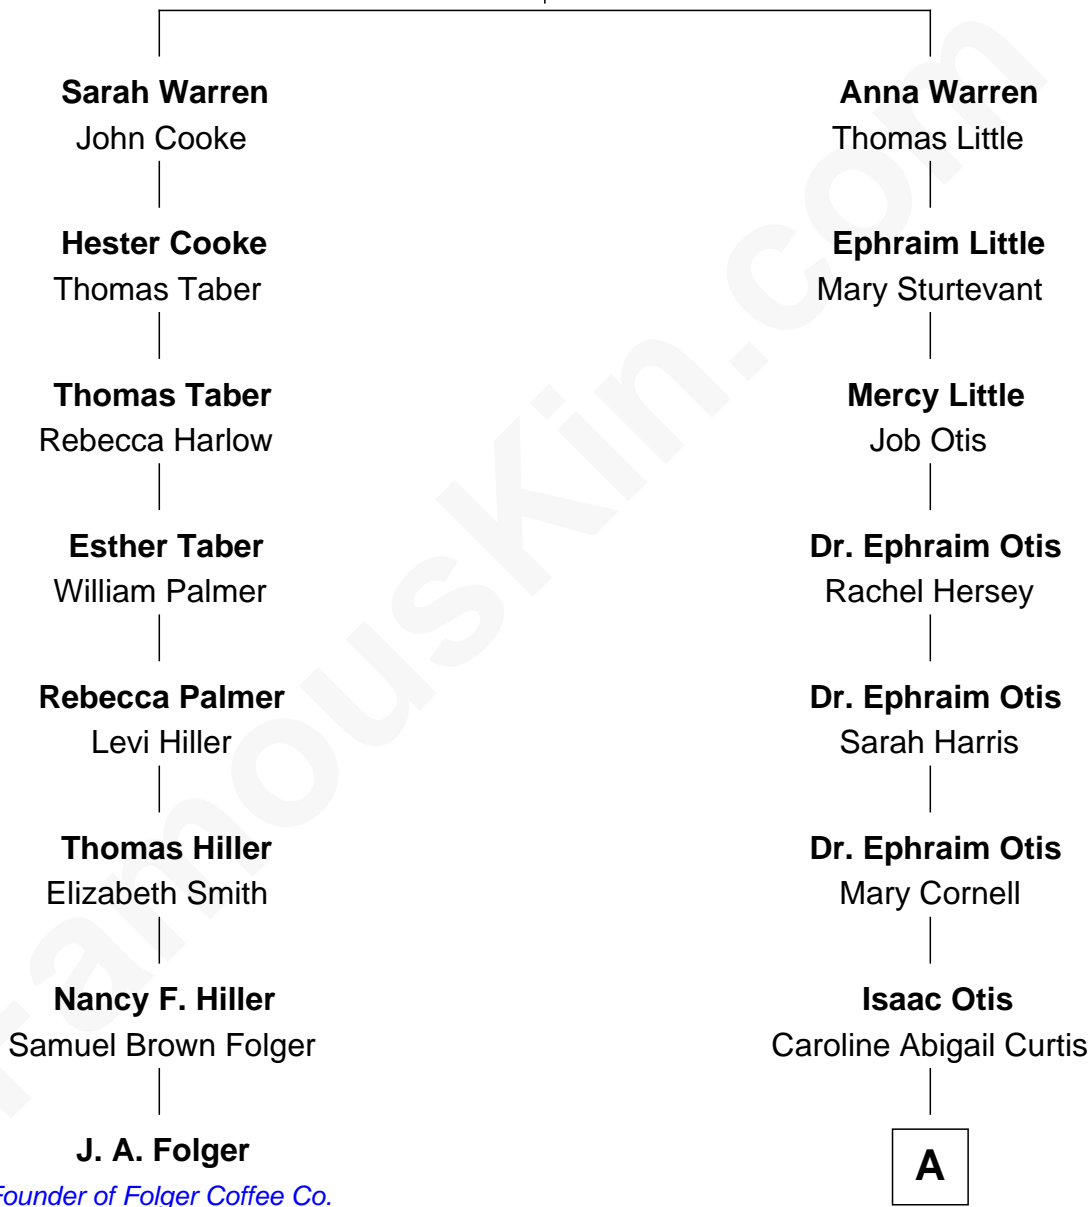 Sarah Warren
John Cooke
Hester Cooke
Thomas Taber
Thomas Taber
Rebecca Harlow
Esther Taber
William Palmer
Rebecca Palmer
Levi Hiller
Thomas Hiller
Elizabeth Smith
Nancy F. Hiller
Samuel Brown Folger
J. A. Folger
Founder of Folger Coffee Co.
Anna Warren
Thomas Little
Ephraim Little
Mary Sturtevant
Mercy Little
Job Otis
Dr. Ephraim Otis
Rachel Hersey
Dr. Ephraim Otis
Sarah Harris
Dr. Ephraim Otis
Mary Cornell
Isaac Otis
Caroline Abigail Curtis
A
FamousKin.com